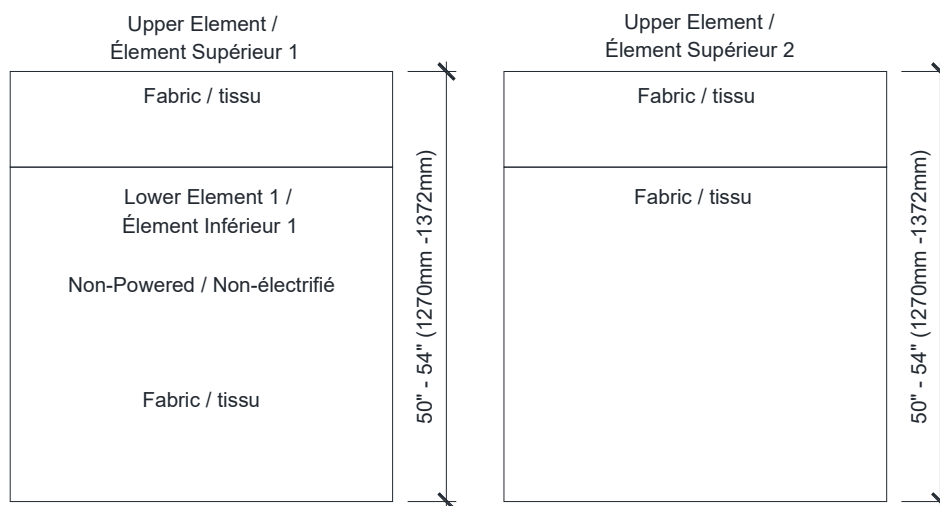 Upper Element /
Élement Supérieur 1
Fabric / tissu
Lower Element 1 /
Élement Inférieur 1
Non-Powered / Non-électrifié
Fabric / tissu
50" - 54" (1270mm -1372mm)
Upper Element /
Élement Supérieur 2
Fabric / tissu
Fabric / tissu
50" - 54" (1270mm -1372mm)